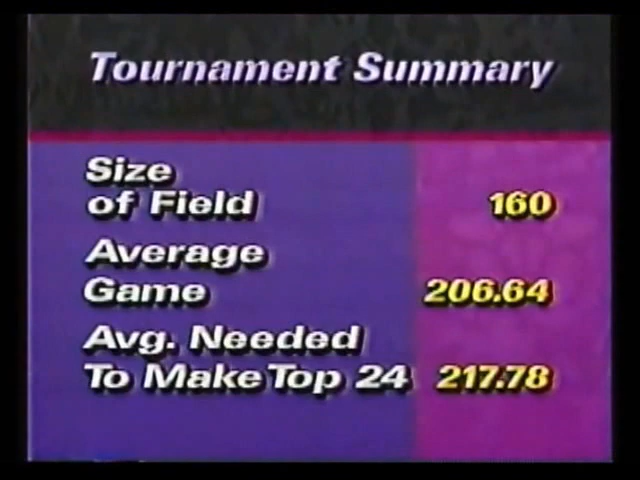 Tournament Summary
Size
of Field 160
Average
Game 206.64
Avg. Needed
To Make Top 24 217.78